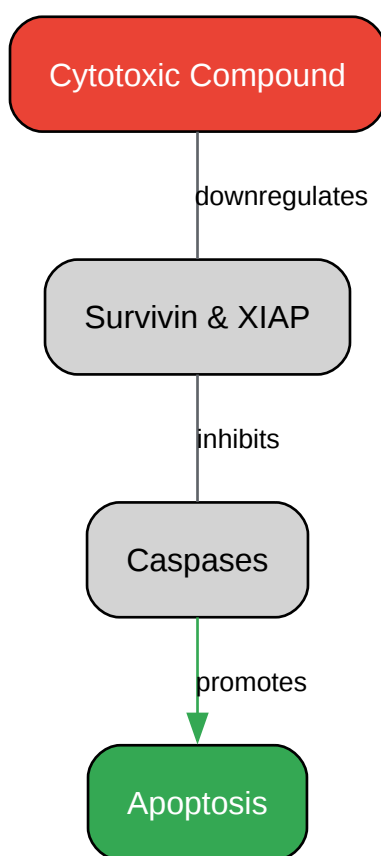 Cytotoxic Compound
downregulates
Survivin & XIAP
inhibits
Caspases
promotes
Apoptosis